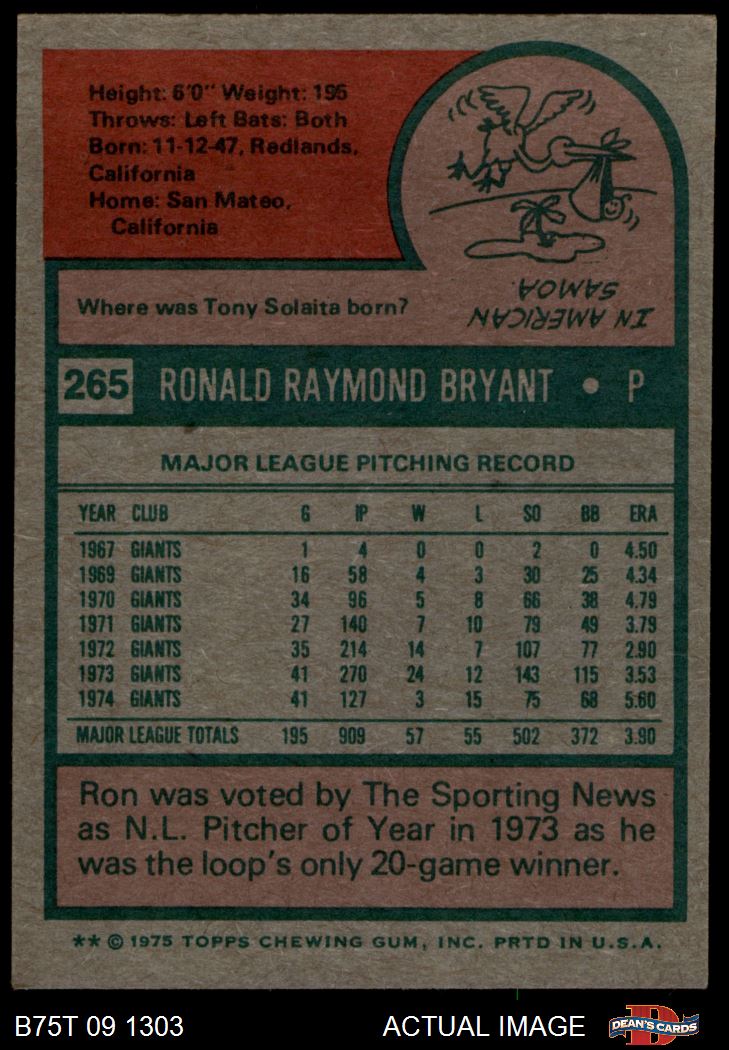 Height: 6'0" Weight: 195
Throws: Left Bats: Both
Born: 11-12-47, Redlands,
California
Home: San Mateo,
California
Where was Tony Solaita born?
IN AMERICAN
SAMOA.
265 RONALD RAYMOND BRYANT • P
MAJOR LEAGUE PITCHING RECORD
YEAR CLUB G IP W L SO BB ERA
1967 GIANTS 1 4 0 0 2 0 4.50
1969 GIANTS 16 58 4 3 30 25 4.34
1970 GIANTS 34 96 5 8 66 38 4.79
1971 GIANTS 27 140 7 10 79 49 3.79
1972 GIANTS 35 214 14 7 107 77 2.90
1973 GIANTS 41 270 24 12 143 115 3.53
1974 GIANTS 41 127 3 15 75 68 5.60
MAJOR LEAGUE TOTALS 195 909 57 55 502 372 3.90
Ron was voted by The Sporting News
as N.L. Pitcher of Year in 1973 as he
was the loop's only 20-game winner.
** © 1975 TOPPS CHEWING GUM, INC. PRTD IN U.S.A.
B75T 09 1303 ACTUAL IMAGE D DEAN'S CARDS